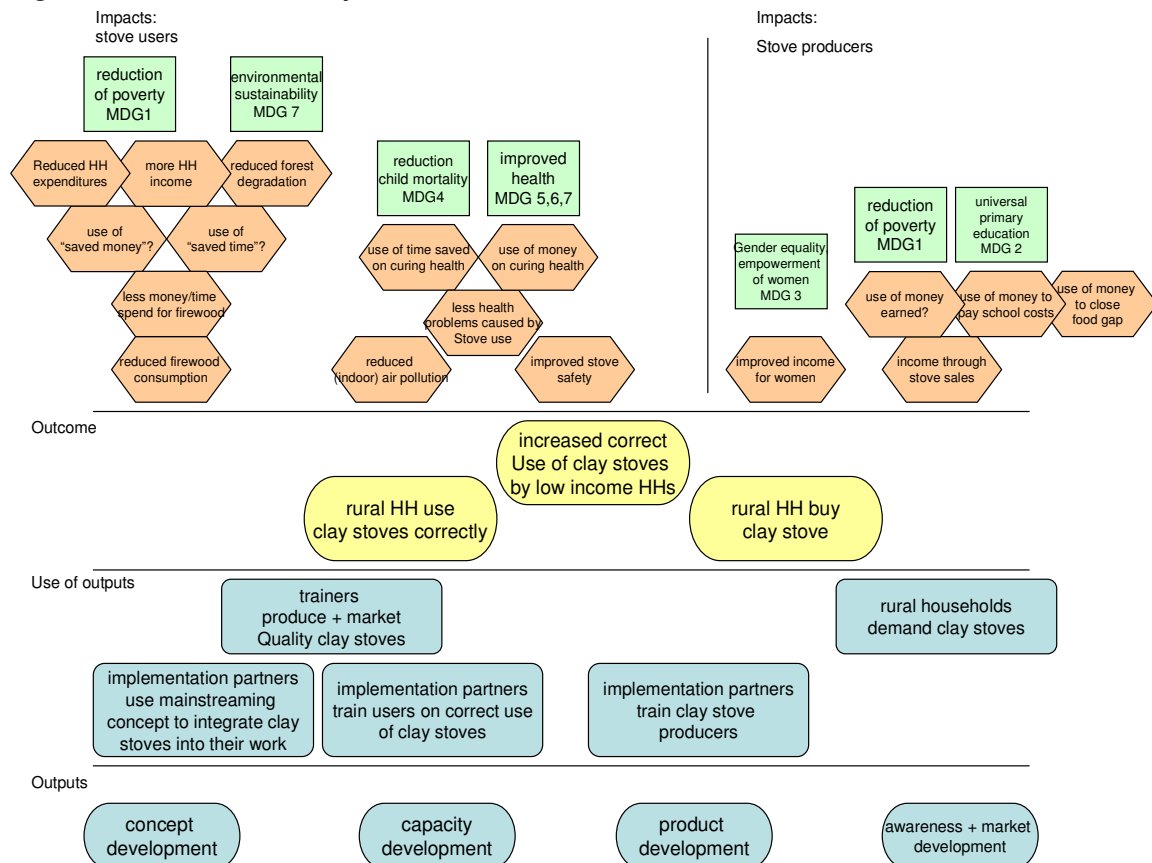 Impacts:
stove users
Impacts:
Stove producers
reduction
of poverty
MDG1
environmental
sustainability
MDG 7
Reduced HH
expenditures
more HH
income
reduced forest
degradation
use of
“saved money”?
use of
“saved time”?
less money/time
spend for firewood
reduced firewood
consumption
reduction
child mortality
MDG4
improved
health
MDG 5,6,7
use of time saved
on curing health
use of money
on curing health
less health
problems caused by
Stove use
reduced
(indoor) air pollution
improved stove
safety
Gender equality,
empowerment
of women
MDG 3
reduction
of poverty
MDG1
universal
primary
education
MDG 2
use of money
earned?
use of money to
pay school costs
use of money
to close
food gap
improved income
for women
income through
stove sales
Outcome
increased correct
Use of clay stoves
by low income HHs
rural HH use
clay stoves correctly
rural HH buy
clay stove
Use of outputs
trainers
produce + market
Quality clay stoves
rural households
demand clay stoves
implementation partners
use mainstreaming
concept to integrate clay
stoves into their work
implementation partners
train users on correct use
of clay stoves
implementation partners
train clay stove
producers
Outputs
concept
development
capacity
development
product
development
awareness + market
development